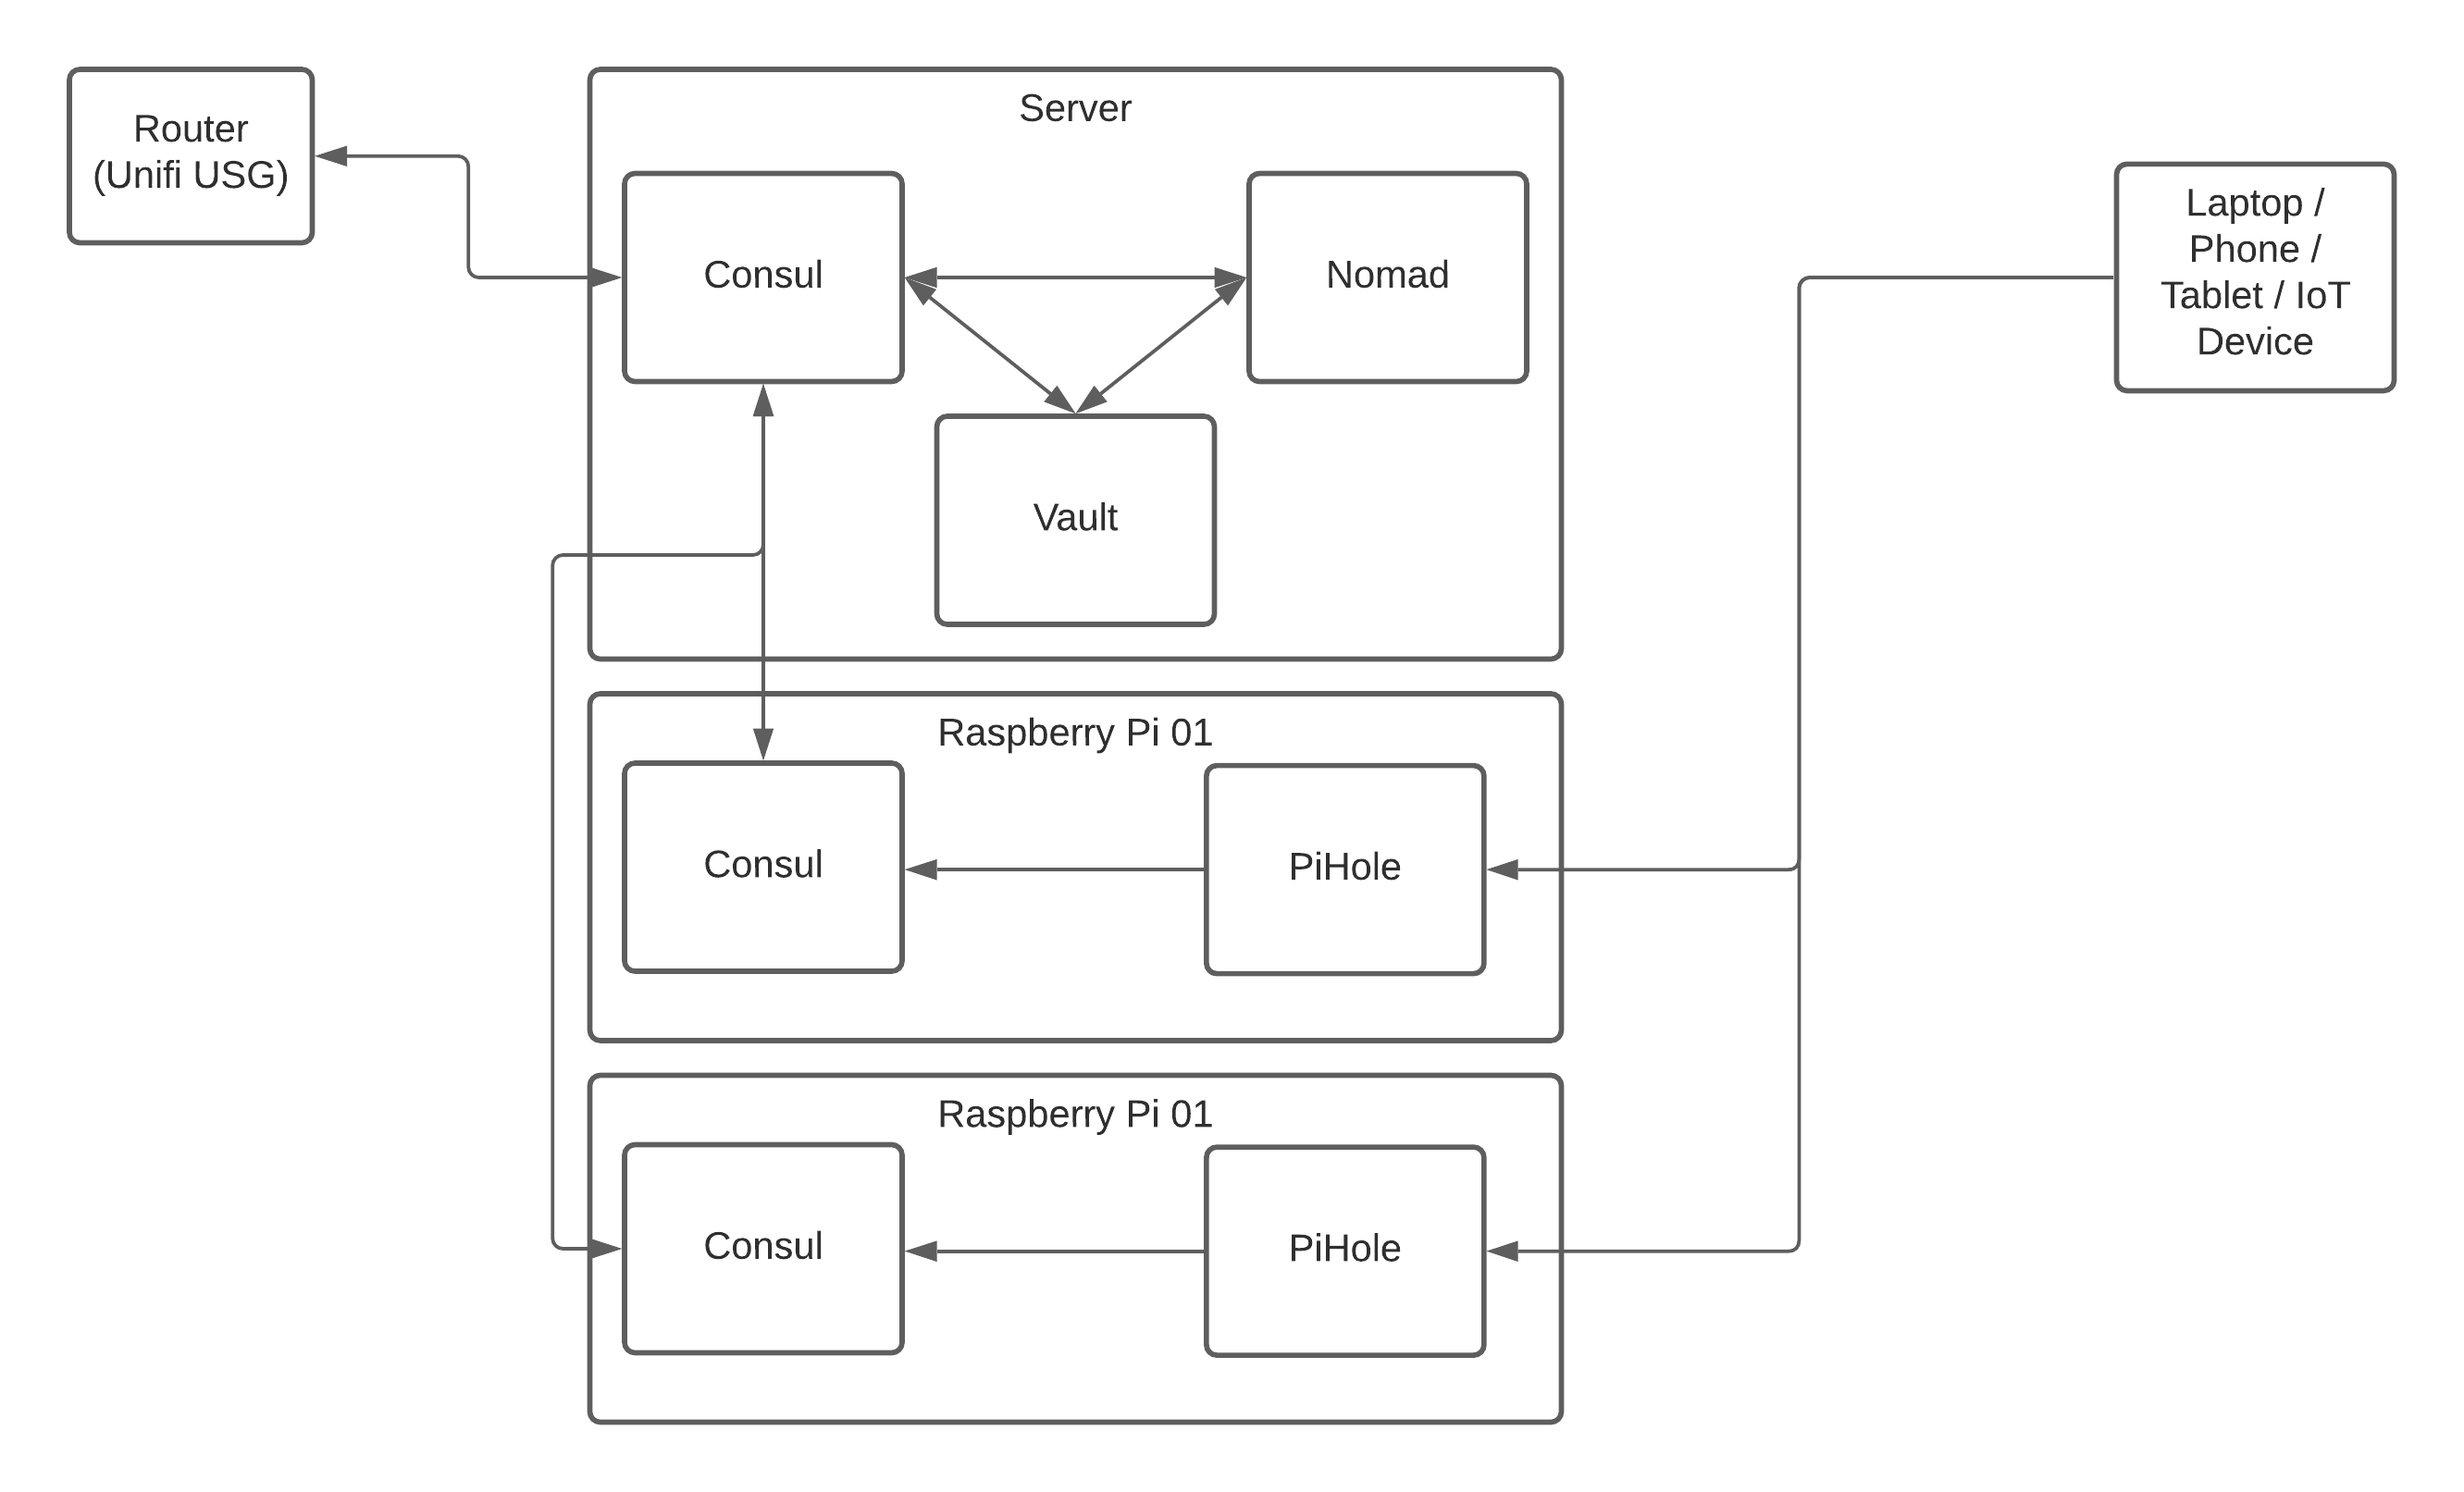 Router
(Unifi USG)
Server
Consul
Nomad
Vault
Laptop /
Phone /
Tablet / IoT
Device
Raspberry Pi 01
Consul
PiHole
Raspberry Pi 01
Consul
PiHole